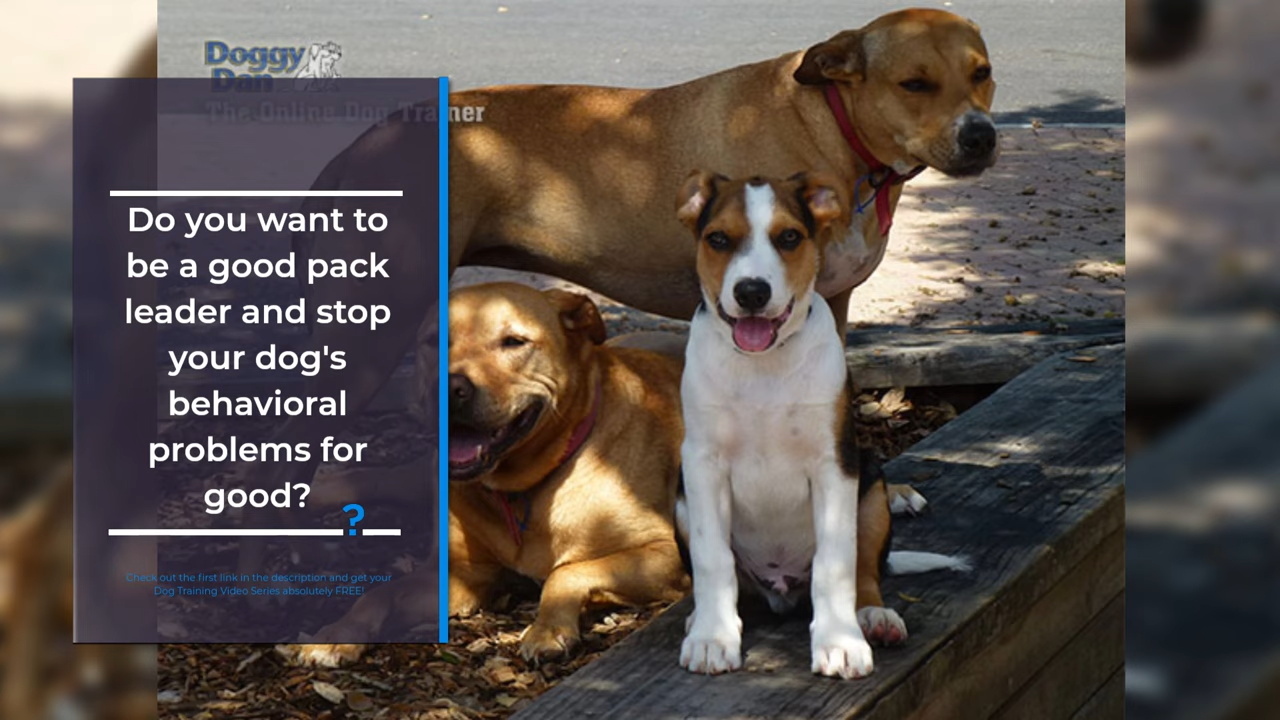 Doggy
Dan
The Online Dog Trainer
Do you want to
be a good pack
leader and stop
your dog's
behavioral
problems for
good?
?
Check out the first link in the description and get your
Dog Training Video Series absolutely FREE!